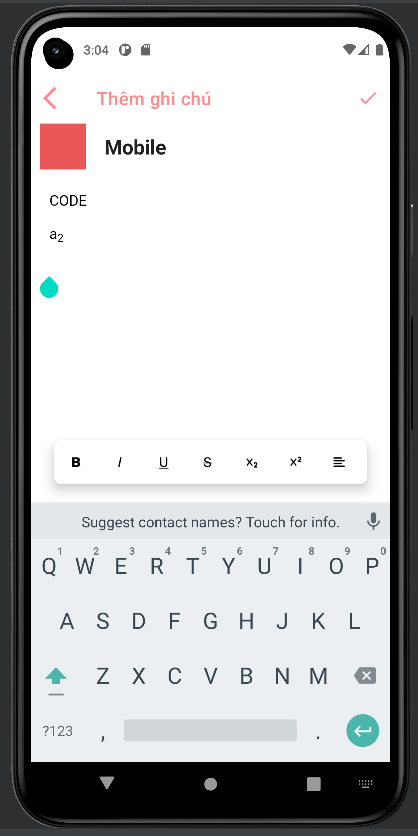 3:04
Thêm ghi chú
Mobile
CODE
a₂
B I U S x₂ x²
Suggest contact names? Touch for info.
1 2 3 4 5 6 7 8 9 0
Q W E R T Y U I O P
A S D F G H J K L
Z X C V B N M
?123 , .